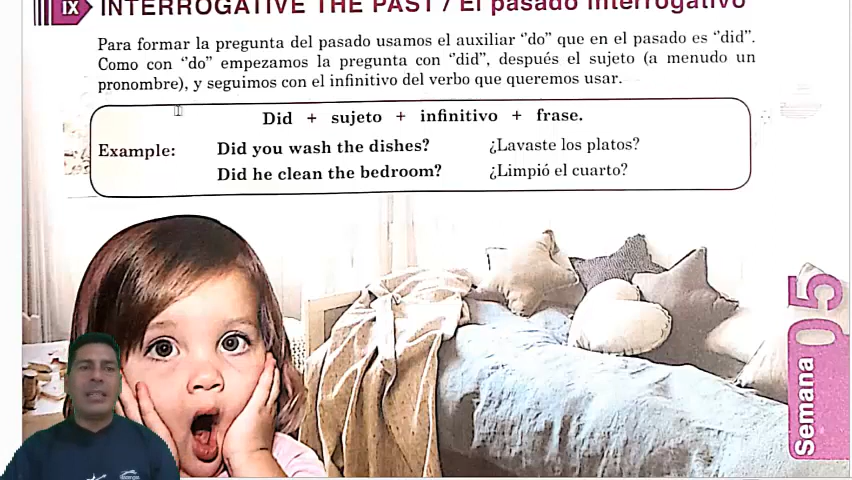 IX INTERROGATIVE THE PAST / El pasado interrogativo
Para formar la pregunta del pasado usamos el auxiliar "do" que en el pasado es "did".
Como con "do" empezamos la pregunta con "did", después el sujeto (a menudo un
pronombre), y seguimos con el infinitivo del verbo que queremos usar.
Did + sujeto + infinitivo + frase.
Example: Did you wash the dishes? ¿Lavaste los platos?
Did he clean the bedroom? ¿Limpió el cuarto?
Semana 05